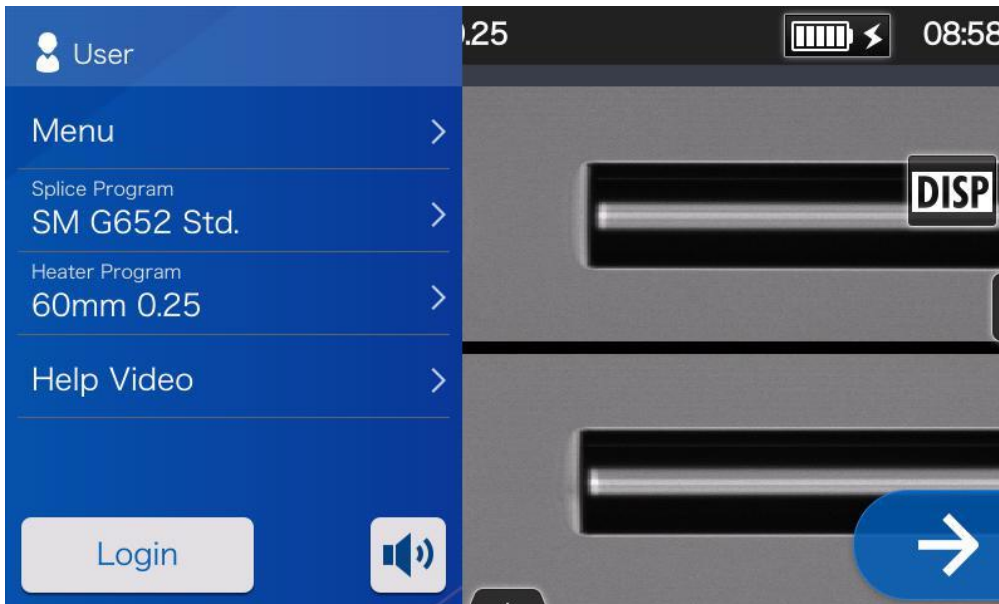 User
Menu
Splice Program
SM G652 Std.
Heater Program
60mm 0.25
Help Video
Login
.25
08:58
DISP